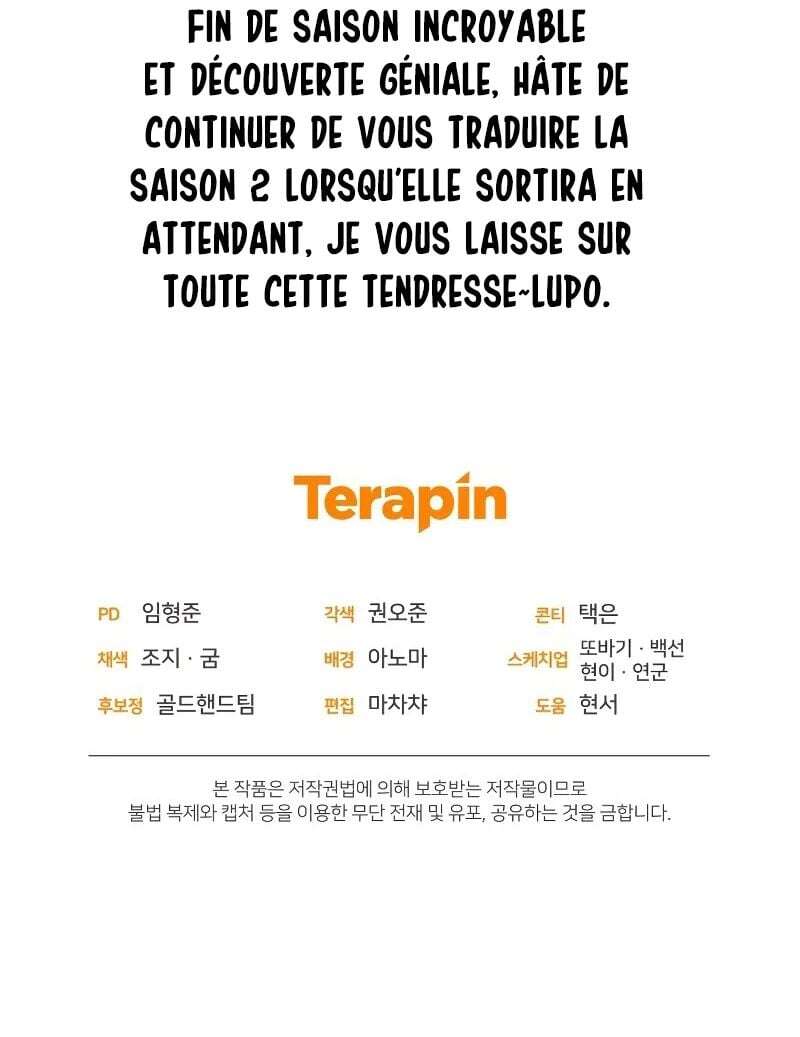 FIN DE SAISON INCROYABLE
ET DÉCOUVERTE GÉNIALE, HÂTE DE
CONTINUER DE VOUS TRADUIRE LA
SAISON 2 LORSQU'ELLE SORTIRA EN
ATTENDANT, JE VOUS LAISSE SUR
TOUTE CETTE TENDRESSE~LUPO.
Terapin
PD 임형준 각색 권오준 콘티 택은
채색 조지 · 굼 배경 아노마 스케치업 또바기 · 백선
현이 · 연군
후보정 골드핸드팀 편집 마차챠 도움 현서
본 작품은 저작권법에 의해 보호받는 저작물이므로
불법 복제와 캡처 등을 이용한 무단 전재 및 유포, 공유하는 것을 금합니다.